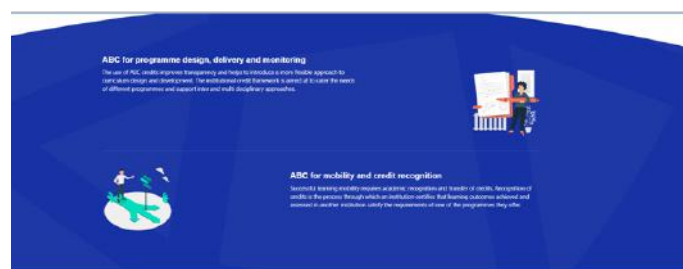 ABC for programme design, delivery and monitoring
The use of ABC credits improves transparency and helps to introduce a more flexible approach to
curriculum design and development. The institutional credit framework is aimed at to cater the needs
of different programmes and support inter and multi disciplinary approaches.
ABC for mobility and credit recognition
Successful learning mobility requires academic recognition and transfer of credits. Recognition of
credits is the process through which an institution certifies that learning outcomes achieved and
assessed in another institution satisfy the requirements of one of the programmes they offer.